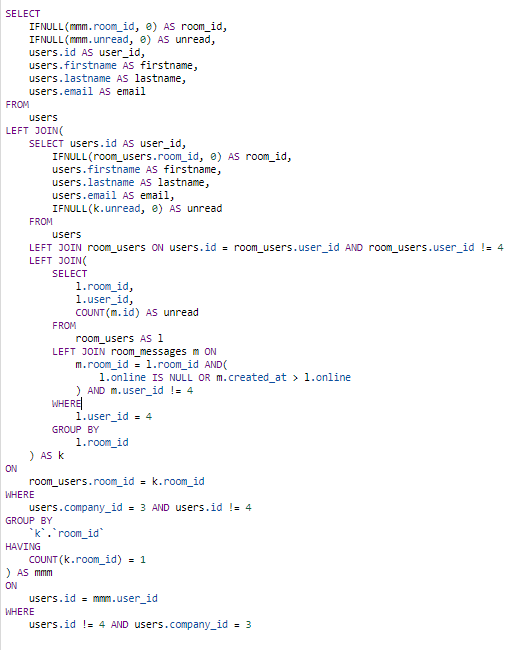 SELECT
IFNULL(mmm.room_id, 0) AS room_id,
IFNULL(mmm.unread, 0) AS unread,
users.id AS user_id,
users.firstname AS firstname,
users.lastname AS lastname,
users.email AS email
FROM
users
LEFT JOIN(
SELECT users.id AS user_id,
IFNULL(room_users.room_id, 0) AS room_id,
users.firstname AS firstname,
users.lastname AS lastname,
users.email AS email,
IFNULL(k.unread, 0) AS unread
FROM
users
LEFT JOIN room_users ON users.id = room_users.user_id AND room_users.user_id != 4
LEFT JOIN(
SELECT
l.room_id,
l.user_id,
COUNT(m.id) AS unread
FROM
room_users AS l
LEFT JOIN room_messages m ON
m.room_id = l.room_id AND(
l.online IS NULL OR m.created_at > l.online
) AND m.user_id != 4
WHERE
l.user_id = 4
GROUP BY
l.room_id
) AS k
ON
room_users.room_id = k.room_id
WHERE
users.company_id = 3 AND users.id != 4
GROUP BY
`k`.`room_id`
HAVING
COUNT(k.room_id) = 1
) AS mmm
ON
users.id = mmm.user_id
WHERE
users.id != 4 AND users.company_id = 3